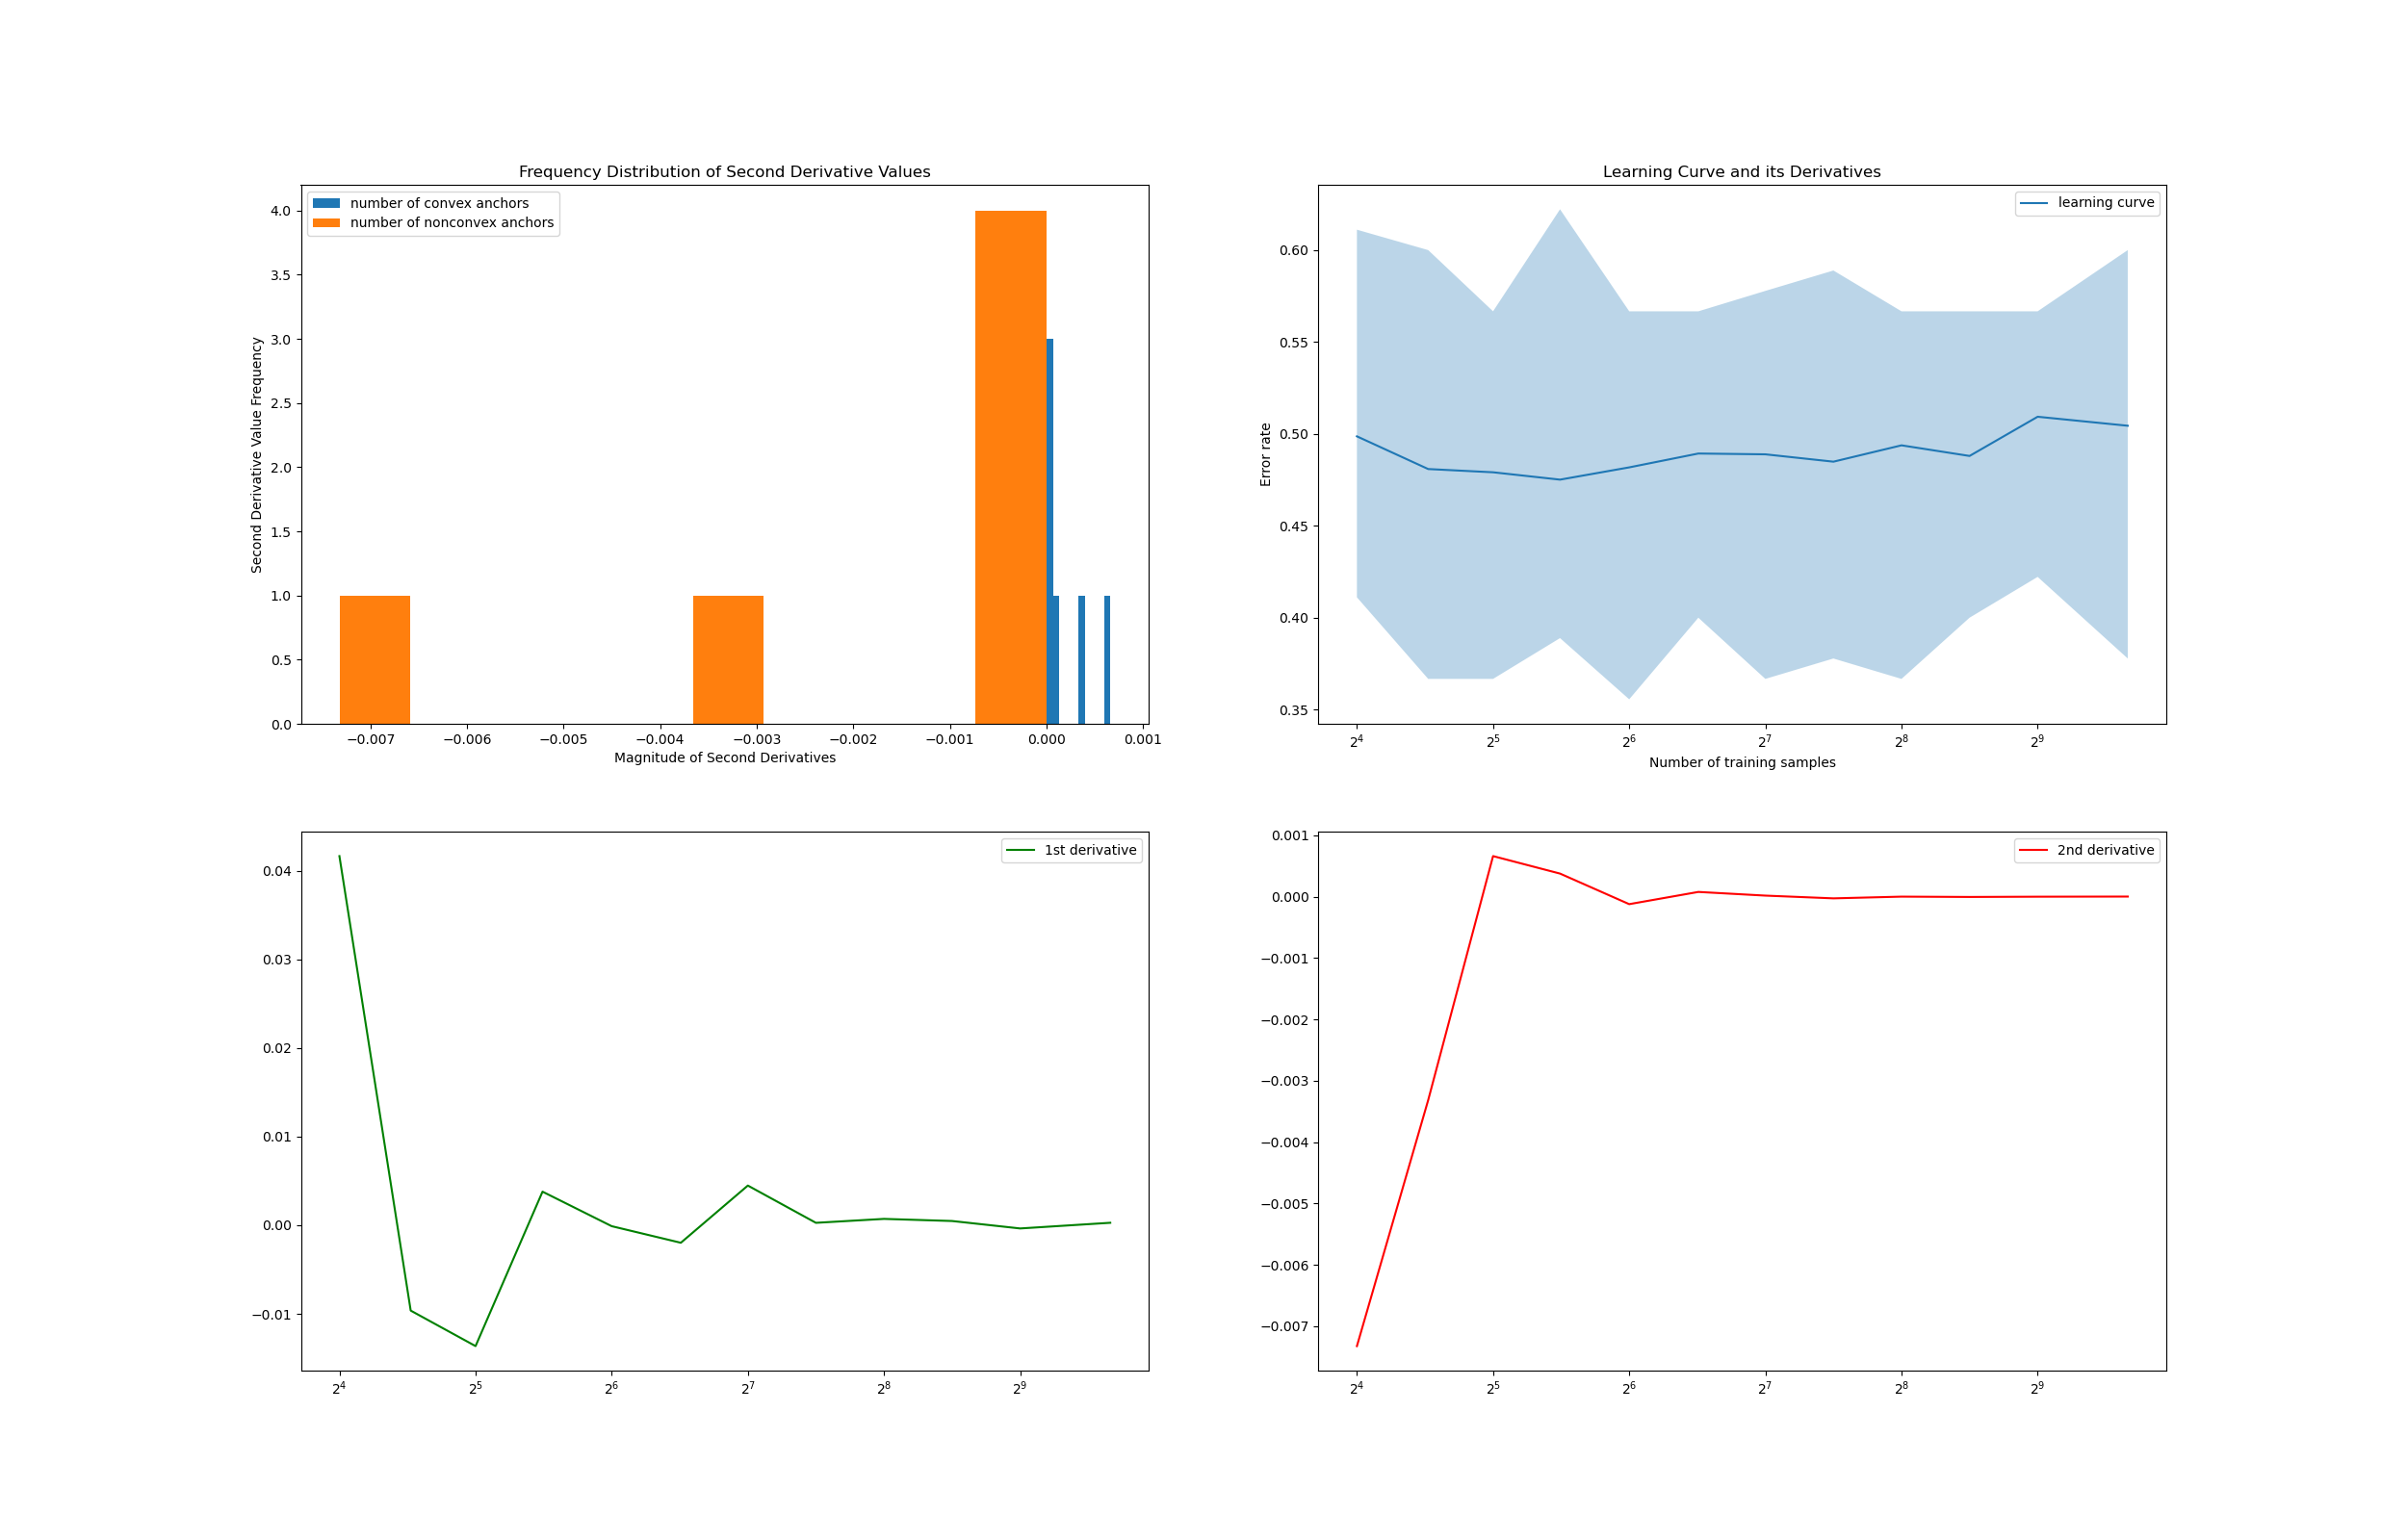 Frequency Distribution of Second Derivative Values
number of convex anchors
number of nonconvex anchors
4.0
3.5
3.0
2.5
2.0
1.5
1.0
0.5
0.0
Second Derivative Value Frequency
−0.007 −0.006 −0.005 −0.004 −0.003 −0.002 −0.001 0.000 0.001
Magnitude of Second Derivatives
Learning Curve and its Derivatives
learning curve
0.60
0.55
0.50
0.45
0.40
0.35
Error rate
2⁴ 2⁵ 2⁶ 2⁷ 2⁸ 2⁹
Number of training samples
1st derivative
0.04
0.03
0.02
0.01
0.00
−0.01
2⁴ 2⁵ 2⁶ 2⁷ 2⁸ 2⁹
2nd derivative
0.001
0.000
−0.001
−0.002
−0.003
−0.004
−0.005
−0.006
−0.007
2⁴ 2⁵ 2⁶ 2⁷ 2⁸ 2⁹